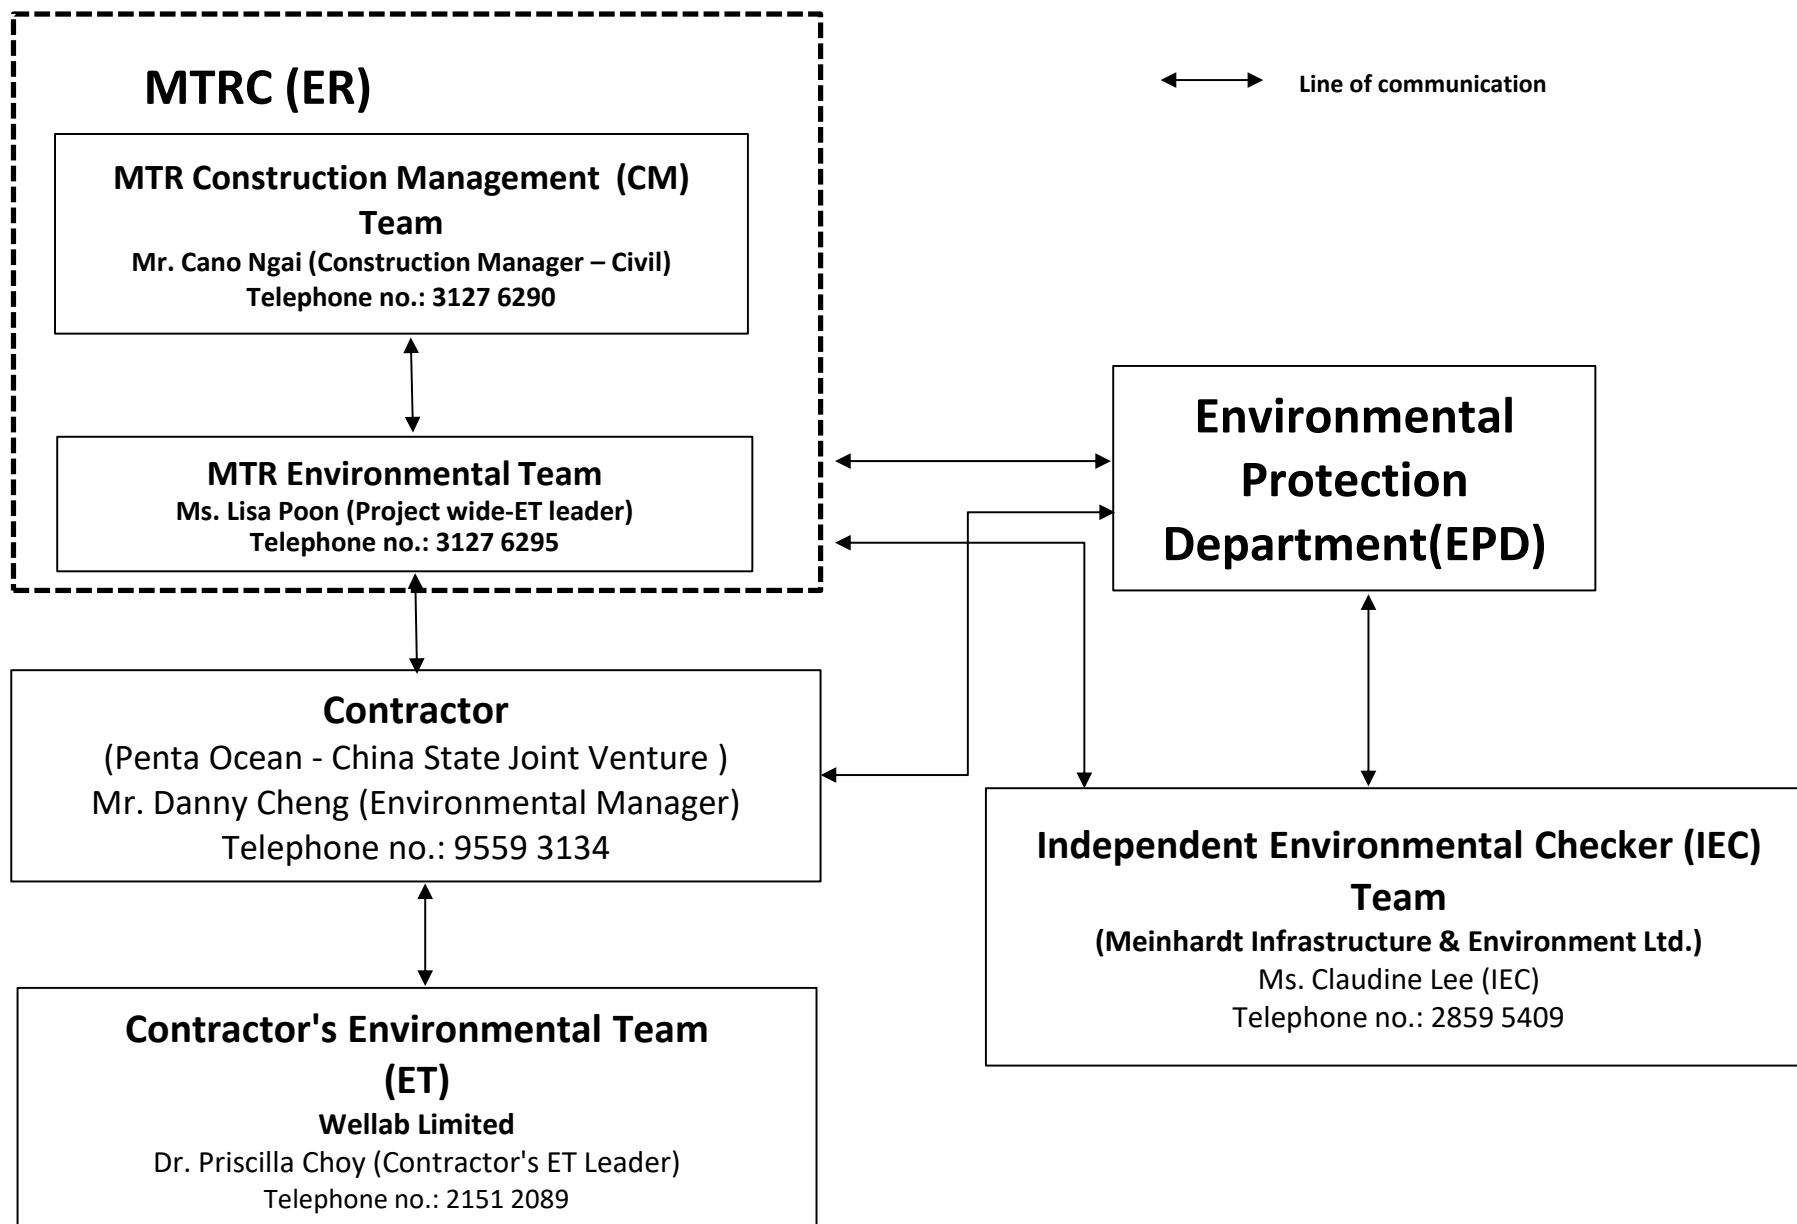 MTRC (ER)
Line of communication
MTR Construction Management  (CM)
Team
Mr. Cano Ngai (Construction Manager – Civil)
Telephone no.: 3127 6290
MTR Environmental Team
Ms. Lisa Poon (Project wide-ET leader)
Telephone no.: 3127 6295
Environmental
Protection
Department(EPD)
Contractor
(Penta Ocean - China State Joint Venture )
Mr. Danny Cheng (Environmental Manager)
Telephone no.: 9559 3134
Independent Environmental Checker (IEC)
Team
(Meinhardt Infrastructure & Environment Ltd.)
Ms. Claudine Lee (IEC)
Telephone no.: 2859 5409
Contractor's Environmental Team
(ET)
Wellab Limited
Dr. Priscilla Choy (Contractor's ET Leader)
Telephone no.: 2151 2089